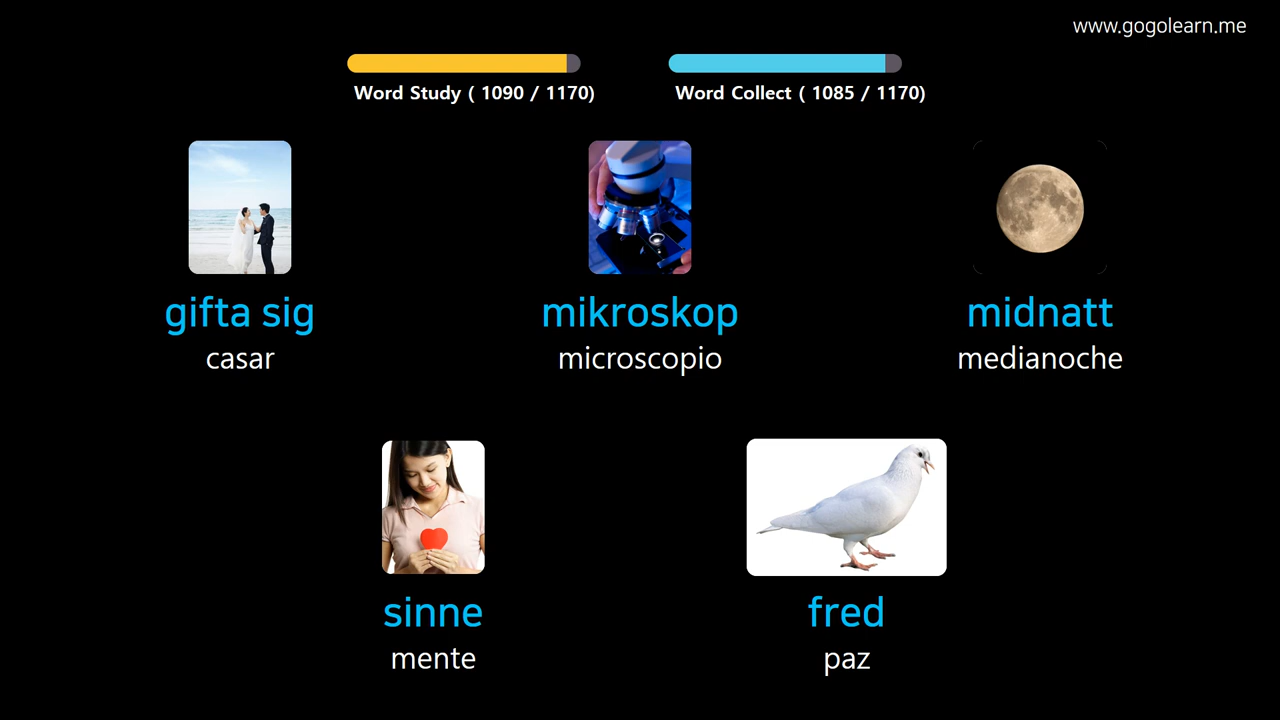 www.gogolearn.me
Word Study ( 1090 / 1170)
Word Collect ( 1085 / 1170)
gifta sig
casar
mikroskop
microscopio
midnatt
medianoche
sinne
mente
fred
paz